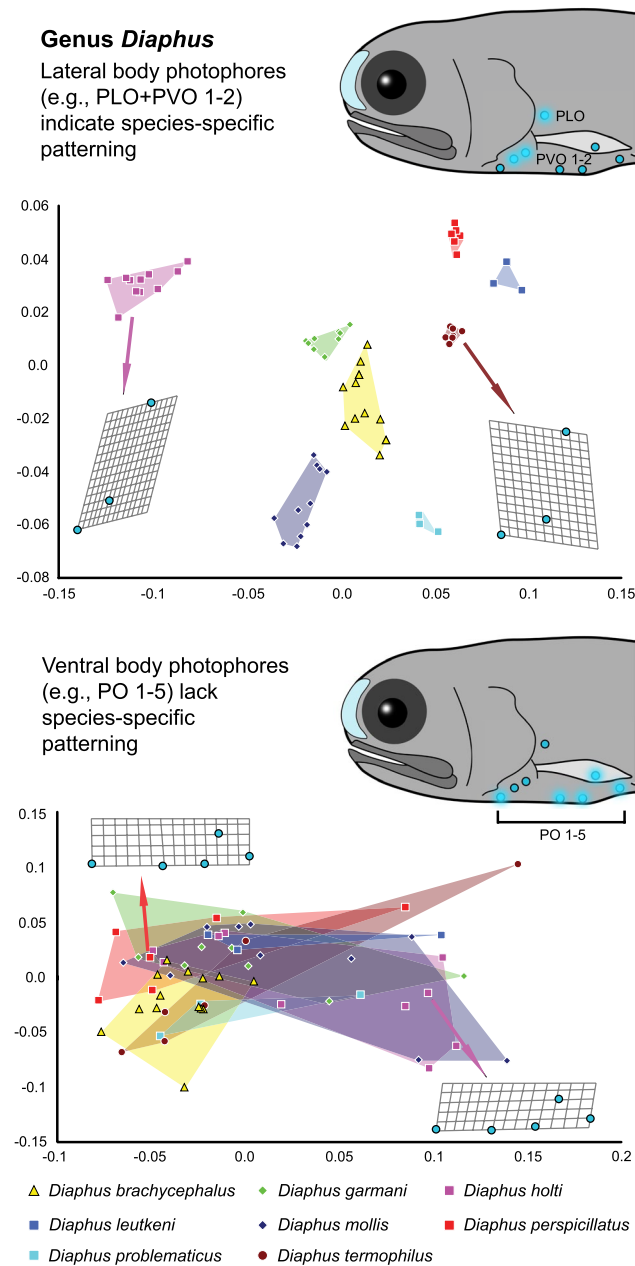 Genus Diaphus
Lateral body photophores
(e.g., PLO+PVO 1-2)
indicate species-specific
patterning
PLO
PVO 1-2
0.06
0.04
0.02
0.0
-0.02
-0.04
-0.06
-0.08
-0.15
-0.1
-0.05
0.0
0.05
0.1
0.15
Ventral body photophores
(e.g., PO 1-5) lack
species-specific
patterning
PO 1-5
0.15
0.1
0.05
0.0
-0.05
-0.1
-0.15
-0.1
-0.05
0.0
0.05
0.1
0.15
0.2
Diaphus brachycephalus
Diaphus garmani
Diaphus holti
Diaphus leutkeni
Diaphus mollis
Diaphus perspicillatus
Diaphus problematicus
Diaphus termophilus